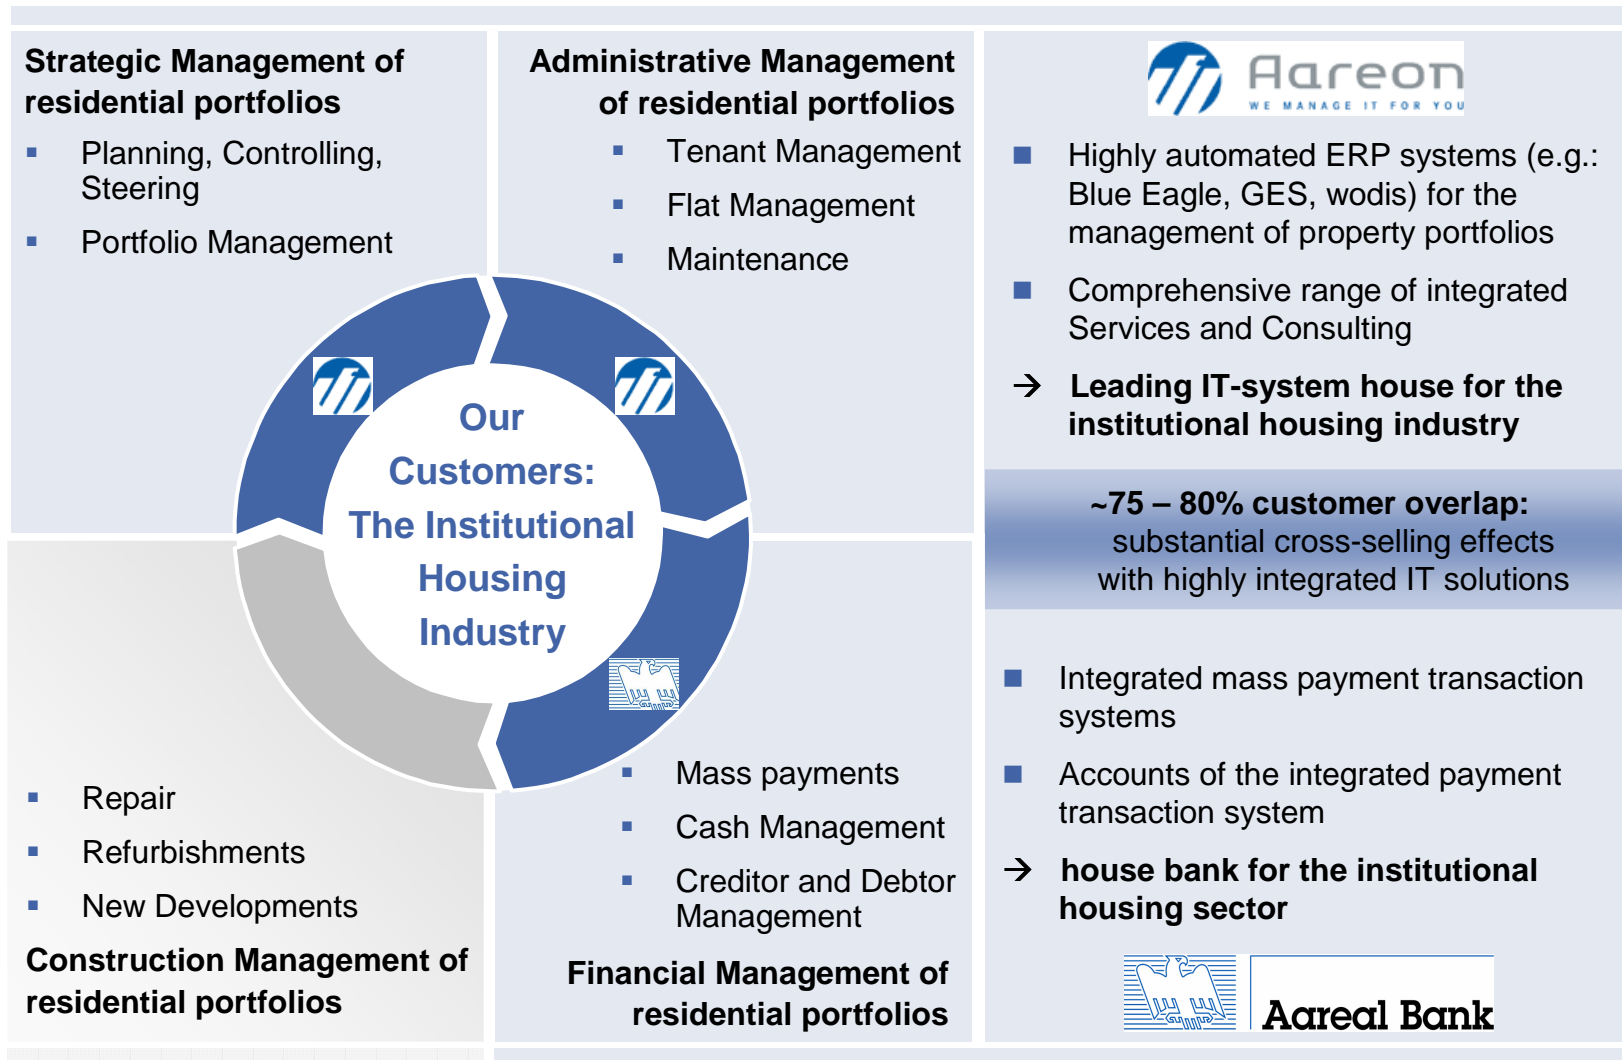 Strategic Management of
residential portfolios
Planning, Controlling,
Steering
Portfolio Management
Administrative Management
of residential portfolios
Tenant Management
Flat Management
Maintenance
Our
Customers:
The Institutional
Housing
Industry
Repair
Refurbishments
New Developments
Construction Management of
residential portfolios
Mass payments
Cash Management
Creditor and Debtor
Management
Financial Management of
residential portfolios
Aareon
WE MANAGE IT FOR YOU
Highly automated ERP systems (e.g.:
Blue Eagle, GES, wodis) for the
management of property portfolios
Comprehensive range of integrated
Services and Consulting
→ Leading IT-system house for the
institutional housing industry
~75 – 80% customer overlap:
substantial cross-selling effects
with highly integrated IT solutions
Integrated mass payment transaction
systems
Accounts of the integrated payment
transaction system
→ house bank for the institutional
housing sector
Aareal Bank